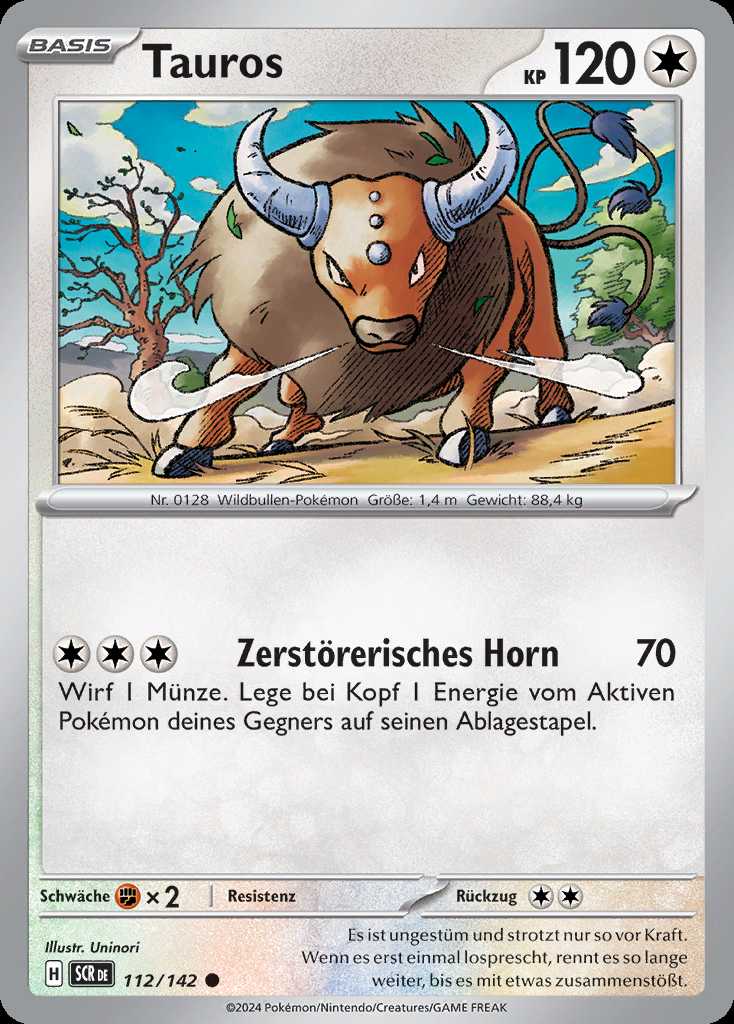 BASIS
Tauros
KP 120
Nr. 0128 Wildbullen-Pokémon Größe: 1,4 m Gewicht: 88,4 kg
Zerstörerisches Horn 70
Wirf 1 Münze. Lege bei Kopf 1 Energie vom Aktiven
Pokémon deines Gegners auf seinen Ablagestapel.
Schwäche ×2 Resistenz Rückzug
Illustr. Uninori
Es ist ungestüm und strotzt nur so vor Kraft.
Wenn es erst einmal losprescht, rennt es so lange
weiter, bis es mit etwas zusammenstößt.
H SCR DE 112/142
©2024 Pokémon/Nintendo/Creatures/GAME FREAK